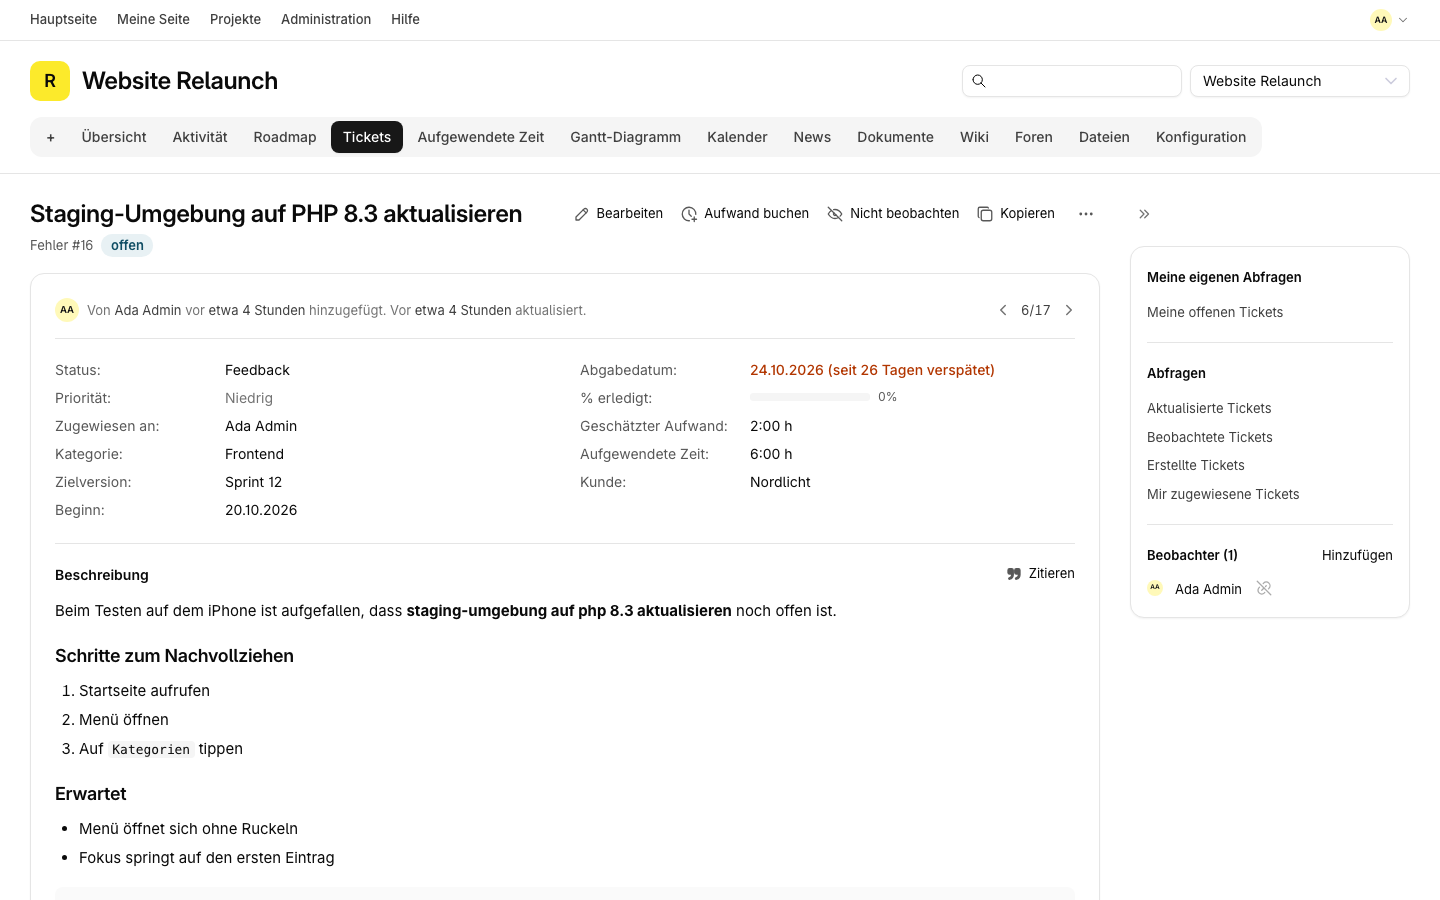 Hauptseite Meine Seite Projekte Administration Hilfe AA
R Website Relaunch Website Relaunch
+ Übersicht Aktivität Roadmap Tickets Aufgewendete Zeit Gantt-Diagramm Kalender News Dokumente Wiki Foren Dateien Konfiguration
Staging-Umgebung auf PHP 8.3 aktualisieren Bearbeiten Aufwand buchen Nicht beobachten Kopieren ··· »
Fehler #16 offen
AA Von Ada Admin vor etwa 4 Stunden hinzugefügt. Vor etwa 4 Stunden aktualisiert. 6/17
Status: Feedback Abgabedatum: 24.10.2026 (seit 26 Tagen verspätet)
Priorität: Niedrig % erledigt: 0%
Zugewiesen an: Ada Admin Geschätzter Aufwand: 2:00 h
Kategorie: Frontend Aufgewendete Zeit: 6:00 h
Zielversion: Sprint 12 Kunde: Nordlicht
Beginn: 20.10.2026
Beschreibung Zitieren
Beim Testen auf dem iPhone ist aufgefallen, dass staging-umgebung auf php 8.3 aktualisieren noch offen ist.
Schritte zum Nachvollziehen
1. Startseite aufrufen
2. Menü öffnen
3. Auf Kategorien tippen
Erwartet
• Menü öffnet sich ohne Ruckeln
• Fokus springt auf den ersten Eintrag
Meine eigenen Abfragen
Meine offenen Tickets
Abfragen
Aktualisierte Tickets
Beobachtete Tickets
Erstellte Tickets
Mir zugewiesene Tickets
Beobachter (1) Hinzufügen
AA Ada Admin